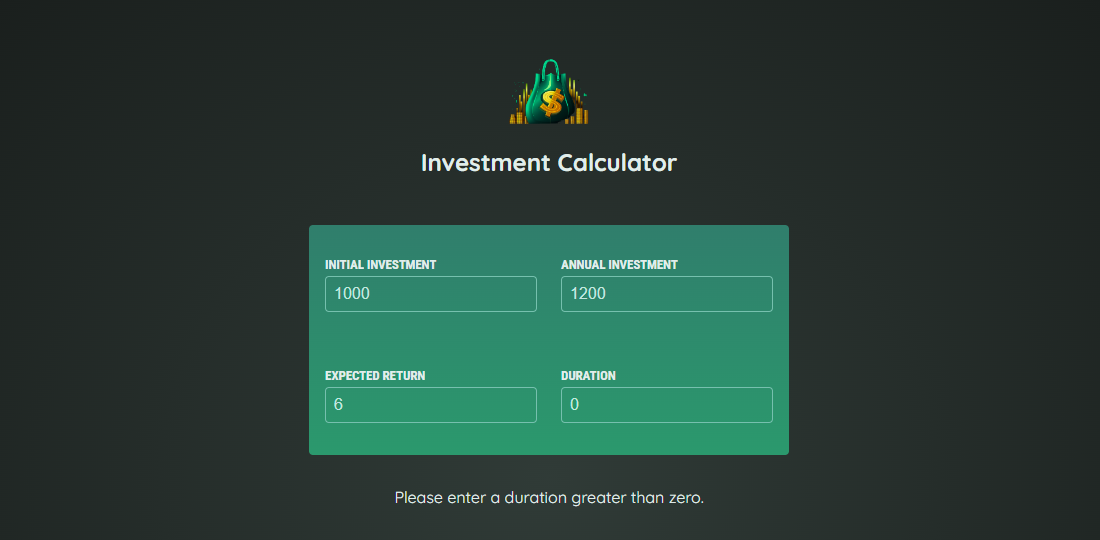 $
Investment Calculator
INITIAL INVESTMENT ANNUAL INVESTMENT
1000 1200
EXPECTED RETURN DURATION
6 0
Please enter a duration greater than zero.